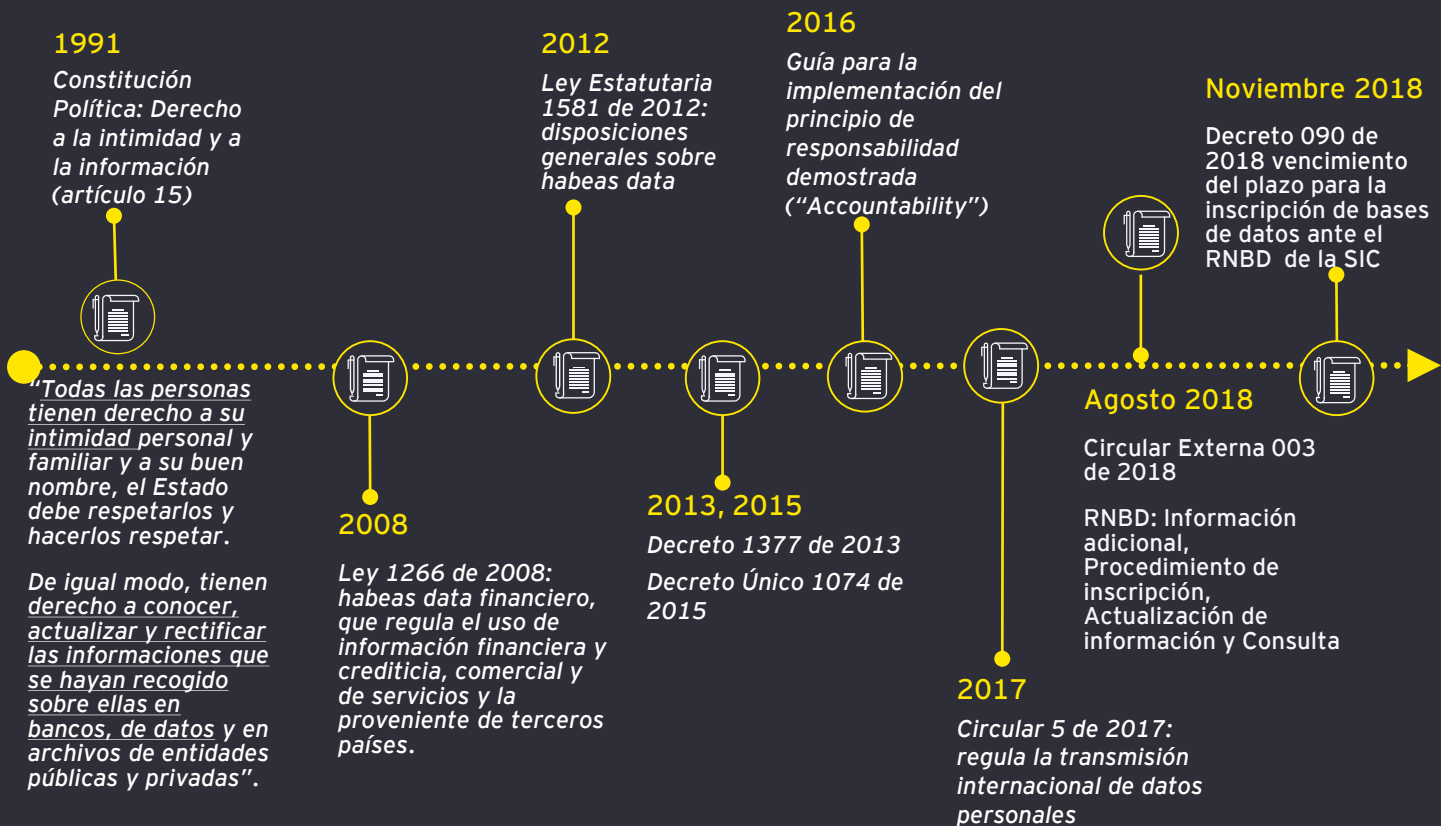 1991
Constitución
Política: Derecho
a la intimidad y a
la información
(artículo 15)
“Todas las personas
tienen derecho a su
intimidad personal y
familiar y a su buen
nombre, el Estado
debe respetarlos y
hacerlos respetar.
De igual modo, tienen
derecho a conocer,
actualizar y rectificar
las informaciones que
se hayan recogido
sobre ellas en
bancos, de datos y en
archivos de entidades
públicas y privadas”.
2008
Ley 1266 de 2008:
habeas data financiero,
que regula el uso de
información financiera y
crediticia, comercial y
de servicios y la
proveniente de terceros
países.
2012
Ley Estatutaria
1581 de 2012:
disposiciones
generales sobre
habeas data
2013, 2015
Decreto 1377 de 2013
Decreto Único 1074 de
2015
2016
Guía para la
implementación del
principio de
responsabilidad
demostrada
(“Accountability”)
2017
Circular 5 de 2017:
regula la transmisión
internacional de datos
personales
Agosto 2018
Circular Externa 003
de 2018
RNBD: Información
adicional,
Procedimiento de
inscripción,
Actualización de
información y Consulta
Noviembre 2018
Decreto 090 de
2018 vencimiento
del plazo para la
inscripción de bases
de datos ante el
RNBD de la SIC